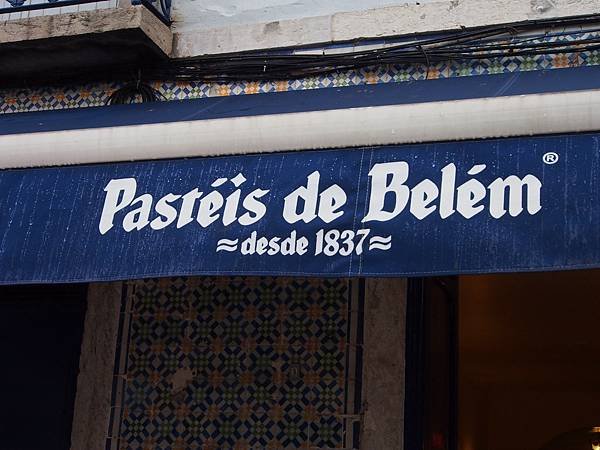 Pastéis de Belém ®
≈desde 1837≈